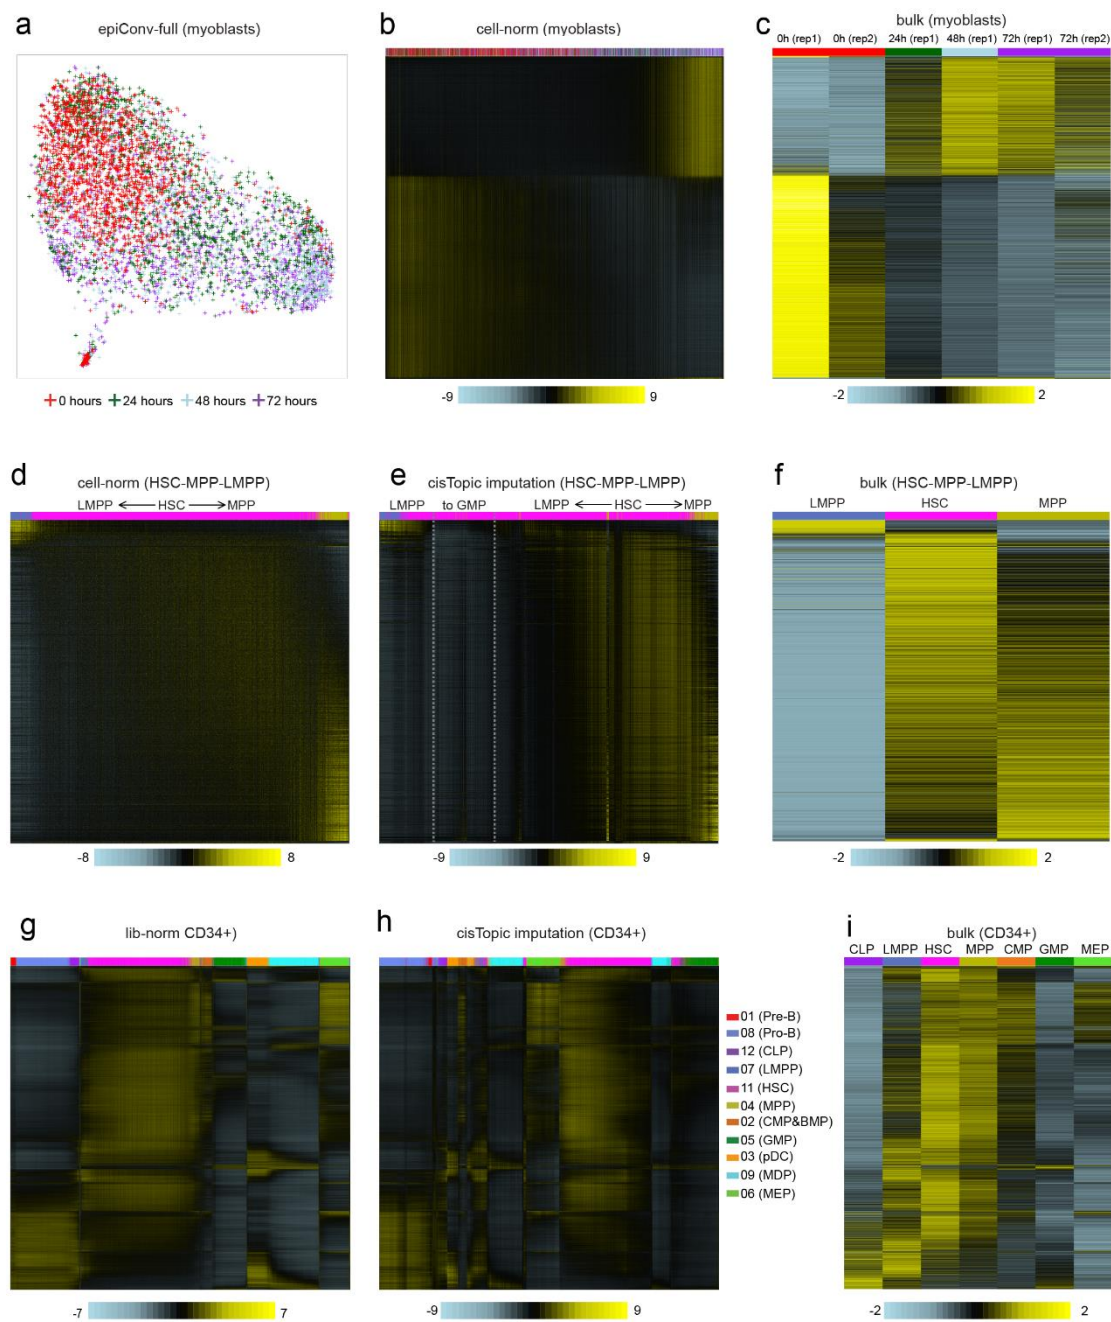 a
epiConv-full (myoblasts)
+0 hours +24 hours +48 hours +72 hours
b
cell-norm (myoblasts)
-9 9
c
bulk (myoblasts)
0h (rep1) 0h (rep2) 24h (rep1) 48h (rep1) 72h (rep1) 72h (rep2)
-2 2
d
cell-norm (HSC-MPP-LMPP)
LMPP ← HSC → MPP
-8 8
e
cisTopic imputation (HSC-MPP-LMPP)
LMPP to GMP LMPP ← HSC → MPP
-9 9
f
bulk (HSC-MPP-LMPP)
LMPP HSC MPP
-2 2
g
lib-norm CD34+)
-7 7
h
cisTopic imputation (CD34+)
-9 9
01 (Pre-B)
08 (Pro-B)
12 (CLP)
07 (LMPP)
11 (HSC)
04 (MPP)
02 (CMP&BMP)
05 (GMP)
03 (pDC)
09 (MDP)
06 (MEP)
i
bulk (CD34+)
CLP LMPP HSC MPP CMP GMP MEP
-2 2